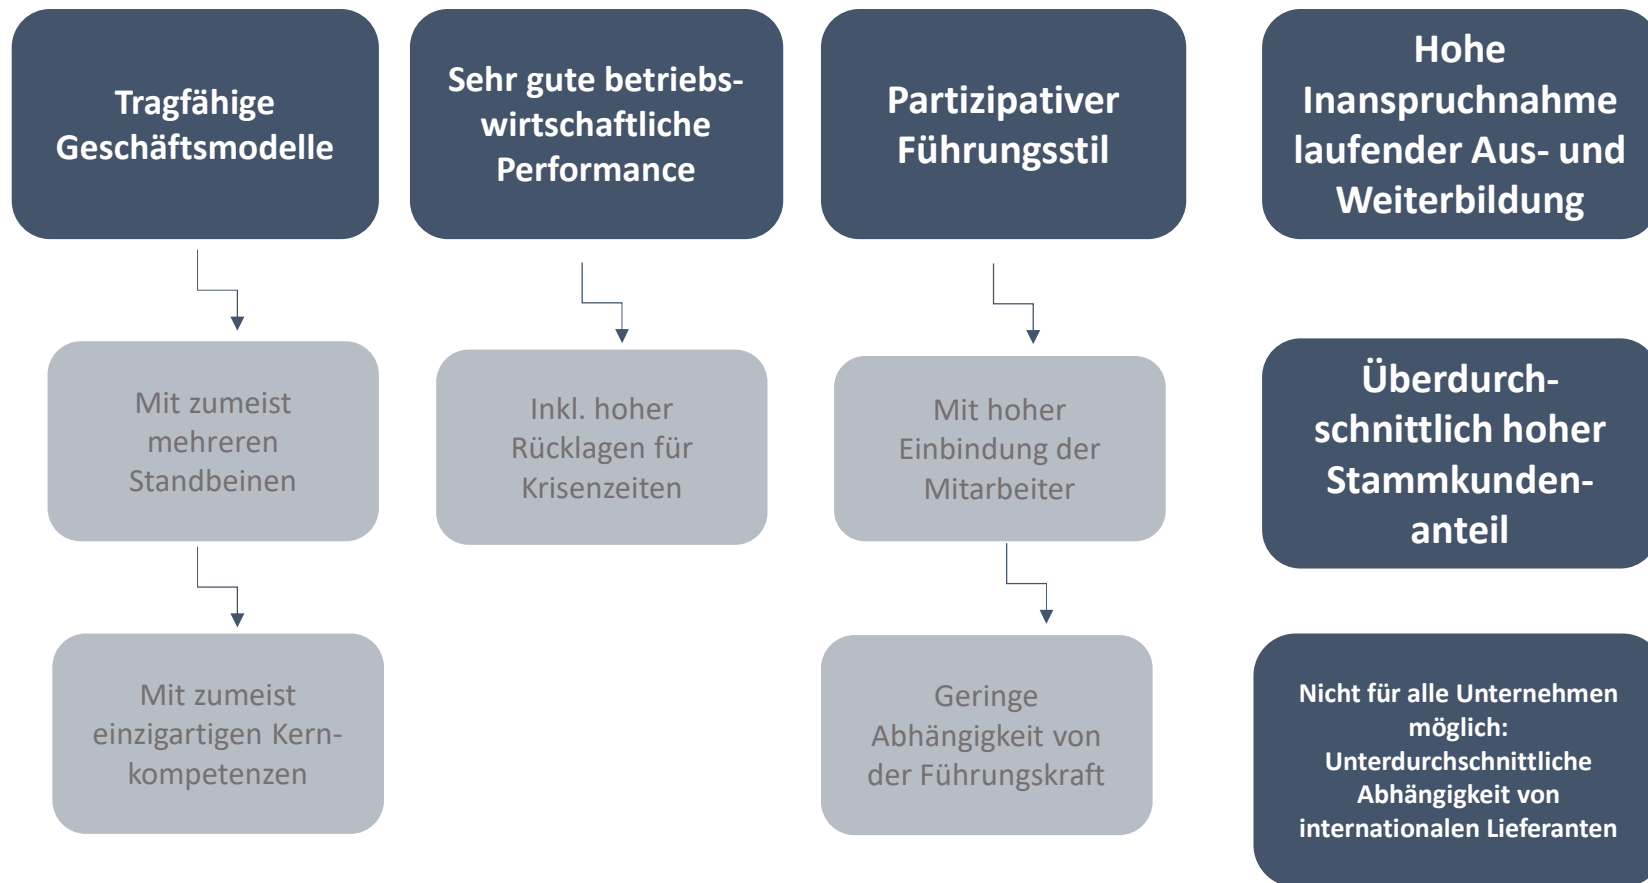 Tragfähige
Geschäftsmodelle
Sehr gute betriebs-
wirtschaftliche
Performance
Partizipativer
Führungsstil
Hohe
Inanspruchnahme
laufender Aus- und
Weiterbildung
Mit zumeist
mehreren
Standbeinen
Inkl. hoher
Rücklagen für
Krisenzeiten
Mit hoher
Einbindung der
Mitarbeiter
Überdurch-
schnittlich hoher
Stammkunden-
anteil
Mit zumeist
einzigartigen Kern-
kompetenzen
Geringe
Abhängigkeit von
der Führungskraft
Nicht für alle Unternehmen
möglich:
Unterdurchschnittliche
Abhängigkeit von
internationalen Lieferanten